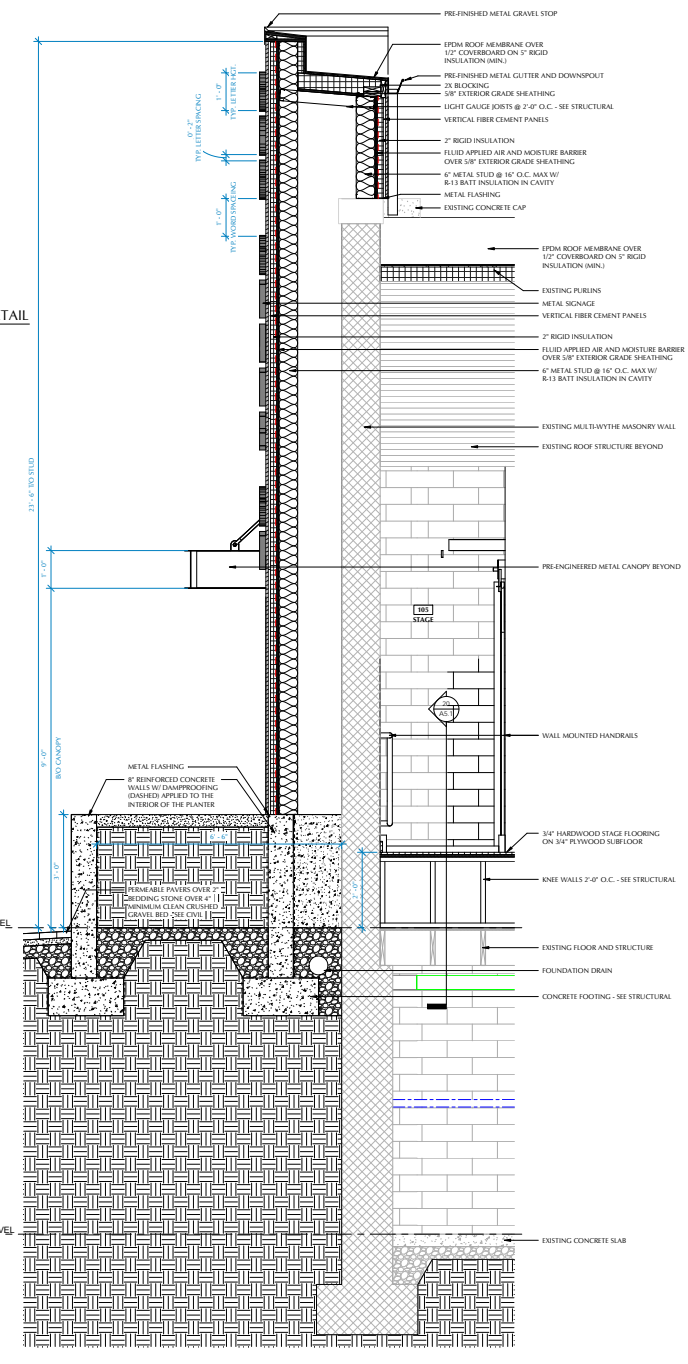 PRE-FINISHED METAL GRAVEL STOP
EPDM ROOF MEMBRANE OVER
1/2" COVERBOARD ON 5" RIGID
INSULATION (MIN.)
PRE-FINISHED METAL GUTTER AND DOWNSPOUT
2X BLOCKING
5/8" EXTERIOR GRADE SHEATHING
LIGHT GAUGE JOISTS @ 2'-0" O.C. - SEE STRUCTURAL
VERTICAL FIBER CEMENT PANELS
2" RIGID INSULATION
FLUID APPLIED AIR AND MOISTURE BARRIER
OVER 5/8" EXTERIOR GRADE SHEATHING
6" METAL STUD @ 16" O.C. MAX W/
R-13 BATT INSULATION IN CAVITY
METAL FLASHING
EXISTING CONCRETE CAP
1' - 0"
TYP. LETTER HGT.
0' - 2"
TYP. LETTER SPACING
1' - 0"
TYP. WORD SPACING
EPDM ROOF MEMBRANE OVER
1/2" COVERBOARD ON 5" RIGID
INSULATION (MIN.)
EXISTING PURLINS
METAL SIGNAGE
TAIL
VERTICAL FIBER CEMENT PANELS
2" RIGID INSULATION
FLUID APPLIED AIR AND MOISTURE BARRIER
OVER 5/8" EXTERIOR GRADE SHEATHING
6" METAL STUD @ 16" O.C. MAX W/
R-13 BATT INSULATION IN CAVITY
EXISTING MULTI-WYTHE MASONRY WALL
EXISTING ROOF STRUCTURE BEYOND
23' - 6" T/O STUD
1' - 0"
PRE-ENGINEERED METAL CANOPY BEYOND
105
STAGE
20
A5.1
WALL MOUNTED HANDRAILS
9' - 0"
B/O CANOPY
METAL FLASHING
8" REINFORCED CONCRETE
WALLS W/ DAMPPROOFING
(DASHED) APPLIED TO THE
INTERIOR OF THE PLANTER
6' - 6"
3' - 0"
3/4" HARDWOOD STAGE FLOORING
ON 3/4" PLYWOOD SUBFLOOR
KNEE WALLS 2'-0" O.C. - SEE STRUCTURAL
PERMEABLE PAVERS OVER 2"
BEDDING STONE OVER 4"
MINIMUM CLEAN CRUSHED
GRAVEL BED - SEE CIVIL
EL
EXISTING FLOOR AND STRUCTURE
FOUNDATION DRAIN
CONCRETE FOOTING - SEE STRUCTURAL
VEL
EXISTING CONCRETE SLAB